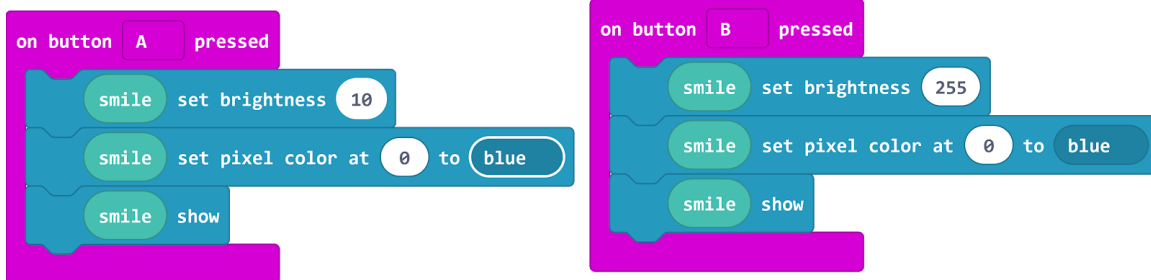 on button A pressed
smile set brightness 10
smile set pixel color at 0 to blue
smile show
on button B pressed
smile set brightness 255
smile set pixel color at 0 to blue
smile show